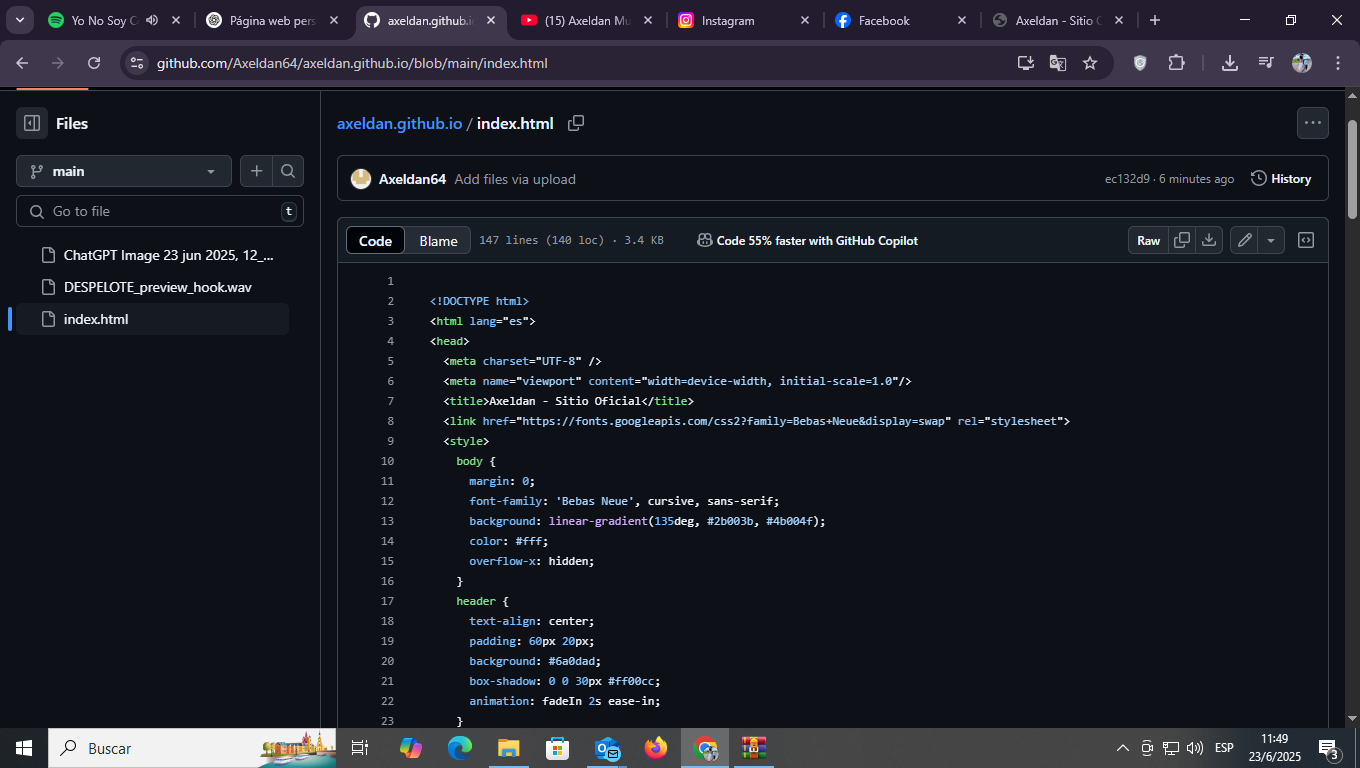 Yo No Soy C
Página web pers
axeldan.github.i
(15) Axeldan Mu
Instagram
Facebook
Axeldan - Sitio O
github.com/Axeldan64/axeldan.github.io/blob/main/index.html
Files
main
Go to file
t
ChatGPT Image 23 jun 2025, 12_...
DESPELOTE_preview_hook.wav
index.html
axeldan.github.io / index.html
Axeldan64 Add files via upload
ec132d9 · 6 minutes ago
History
Code
Blame
147 lines (140 loc) · 3.4 KB
Code 55% faster with GitHub Copilot
Raw
1
2 <!DOCTYPE html>
3 <html lang="es">
4 <head>
5 <meta charset="UTF-8" />
6 <meta name="viewport" content="width=device-width, initial-scale=1.0"/>
7 <title>Axeldan - Sitio Oficial</title>
8 <link href="https://fonts.googleapis.com/css2?family=Bebas+Neue&display=swap" rel="stylesheet">
9 <style>
10 body {
11 margin: 0;
12 font-family: 'Bebas Neue', cursive, sans-serif;
13 background: linear-gradient(135deg, #2b003b, #4b004f);
14 color: #fff;
15 overflow-x: hidden;
16 }
17 header {
18 text-align: center;
19 padding: 60px 20px;
20 background: #6a0dad;
21 box-shadow: 0 0 30px #ff00cc;
22 animation: fadeIn 2s ease-in;
23 }
Buscar
ESP
11:49
23/6/2025
3